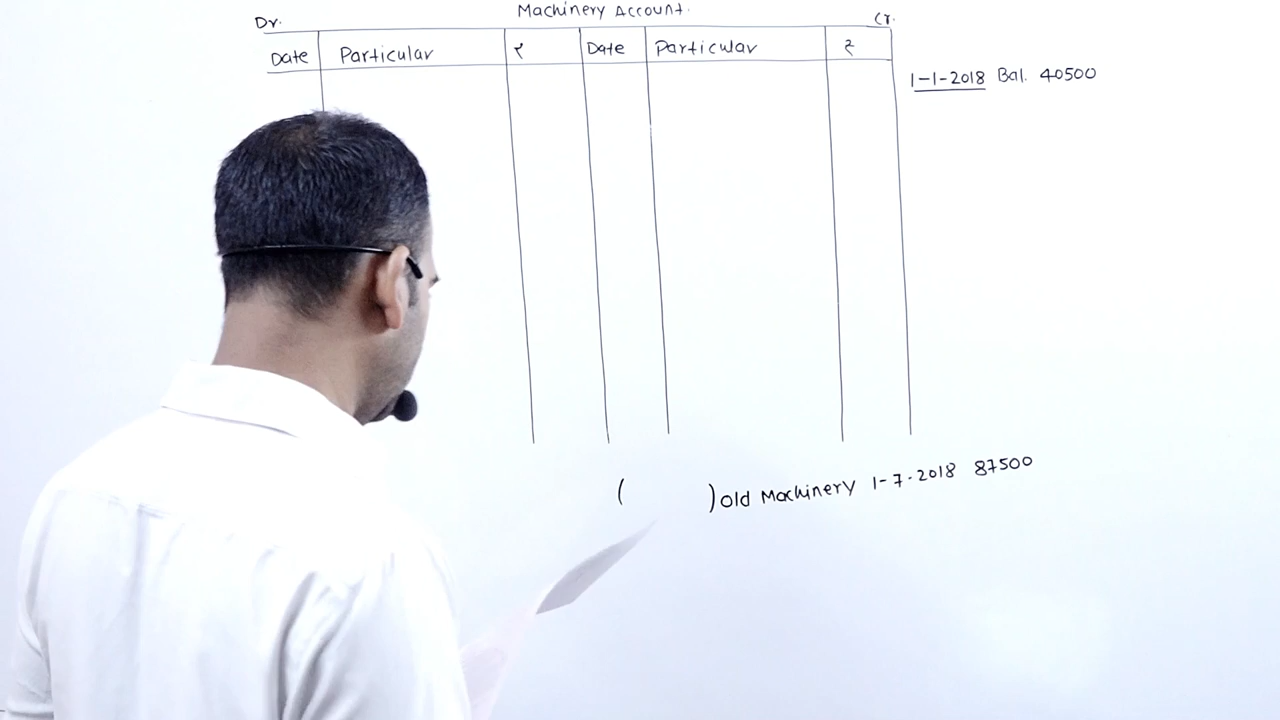 Machinery Account.
Dr. Cr.
Date Particular ₹ Date Particular ₹
1-1-2018 Bal. 40500
( ) Old Machinery 1-7-2018 87500